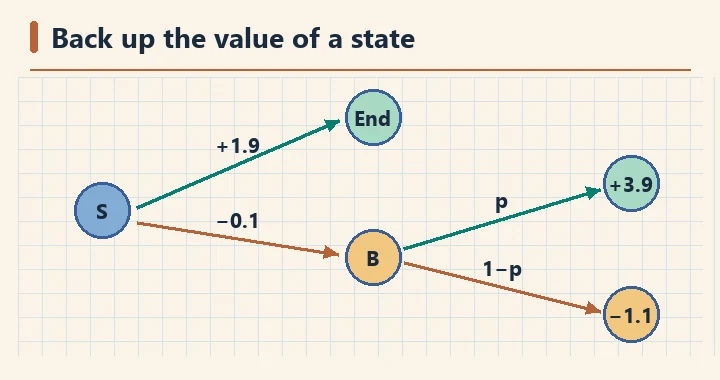 Back up the value of a state
End
+1.9
+3.9
p
S
−0.1
B
1−p
−1.1